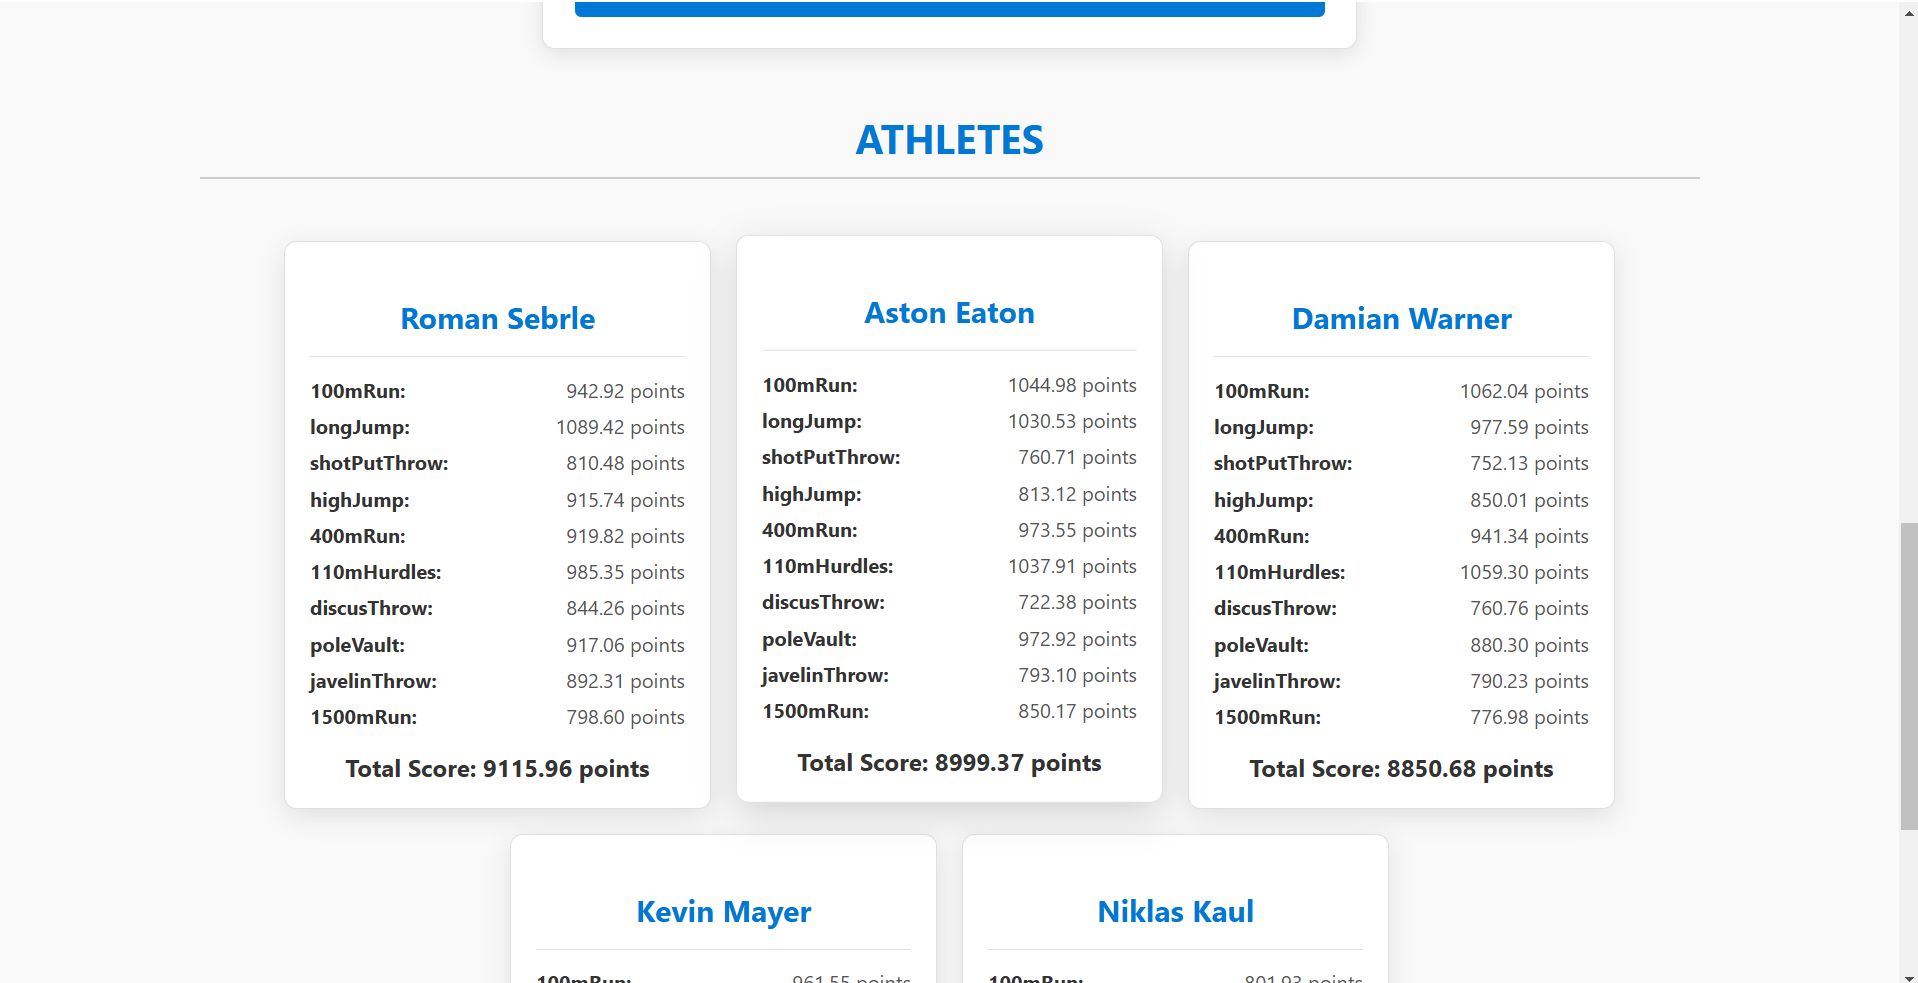 ATHLETES
Roman Sebrle
100mRun: 942.92 points
longJump: 1089.42 points
shotPutThrow: 810.48 points
highJump: 915.74 points
400mRun: 919.82 points
110mHurdles: 985.35 points
discusThrow: 844.26 points
poleVault: 917.06 points
javelinThrow: 892.31 points
1500mRun: 798.60 points
Total Score: 9115.96 points
Aston Eaton
100mRun: 1044.98 points
longJump: 1030.53 points
shotPutThrow: 760.71 points
highJump: 813.12 points
400mRun: 973.55 points
110mHurdles: 1037.91 points
discusThrow: 722.38 points
poleVault: 972.92 points
javelinThrow: 793.10 points
1500mRun: 850.17 points
Total Score: 8999.37 points
Damian Warner
100mRun: 1062.04 points
longJump: 977.59 points
shotPutThrow: 752.13 points
highJump: 850.01 points
400mRun: 941.34 points
110mHurdles: 1059.30 points
discusThrow: 760.76 points
poleVault: 880.30 points
javelinThrow: 790.23 points
1500mRun: 776.98 points
Total Score: 8850.68 points
Kevin Mayer
100mRun: 961.55 points
Niklas Kaul
100mRun: 801.93 points